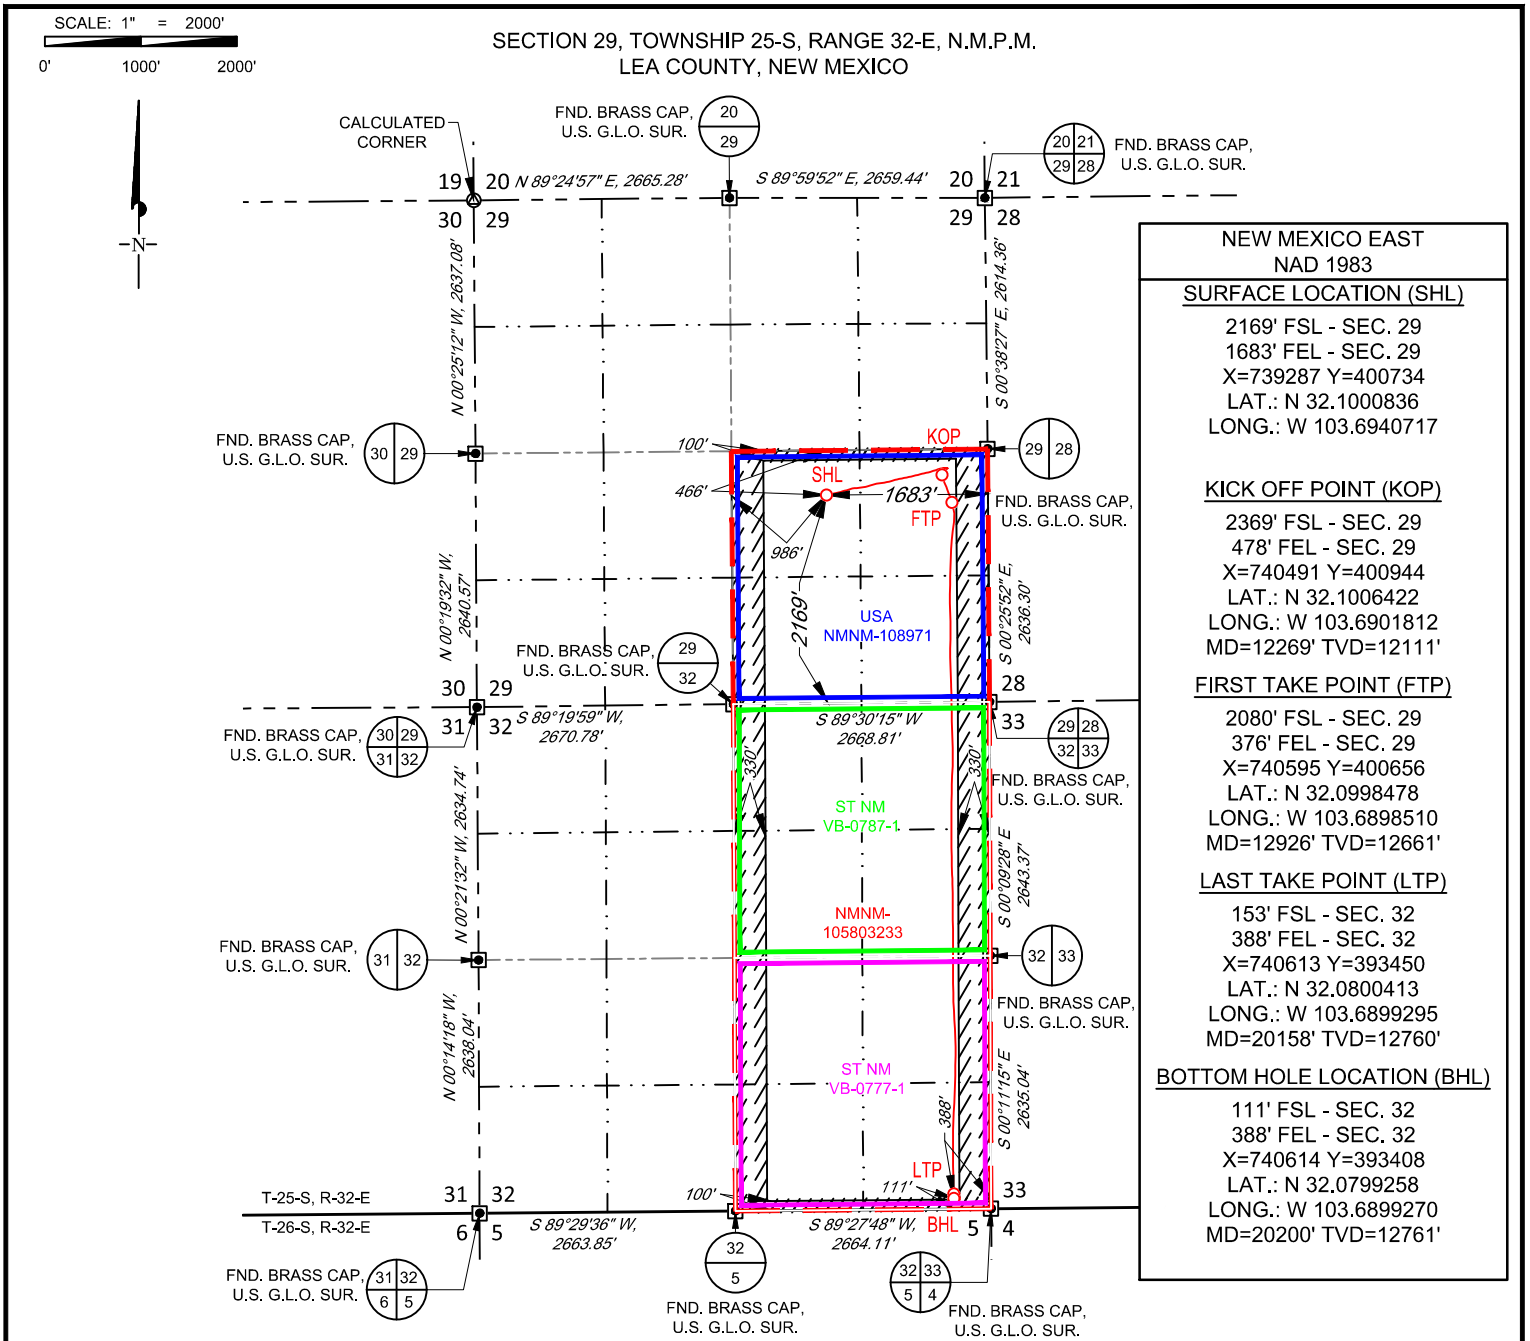 SCALE: 1" = 2000'
0' 1000' 2000'
SECTION 29, TOWNSHIP 25-S, RANGE 32-E, N.M.P.M.
LEA COUNTY, NEW MEXICO
-N-
CALCULATED
CORNER
FND. BRASS CAP,
U.S. G.L.O. SUR.
20
29
20 21
29 28
FND. BRASS CAP,
U.S. G.L.O. SUR.
19 20
30 29
N 89°24'57" E, 2665.28'
S 89°59'52" E, 2659.44'
20 21
29 28
N 00°25'12" W, 2637.08'
S 00°38'27" E, 2614.36'
FND. BRASS CAP,
U.S. G.L.O. SUR.
30 29
100'
KOP
29 28
SHL
466'
1683'
FTP
FND. BRASS CAP,
U.S. G.L.O. SUR.
986'
2169'
N 00°19'32" W,
2640.57'
S 00°25'52" E,
2636.30'
USA
NMNM-108971
FND. BRASS CAP,
U.S. G.L.O. SUR.
29
32
30 29
31 32
28
33
S 89°19'59" W,
2670.78'
S 89°30'15" W
2668.81'
FND. BRASS CAP,
U.S. G.L.O. SUR.
30 29
31 32
29 28
32 33
FND. BRASS CAP,
U.S. G.L.O. SUR.
330'
330'
N 00°21'32" W, 2634.74'
S 00°09'28" E
2643.37'
ST NM
VB-0787-1
NMNM-
105803233
FND. BRASS CAP,
U.S. G.L.O. SUR.
31 32
32 33
FND. BRASS CAP,
U.S. G.L.O. SUR.
N 00°14'18" W,
2638.04'
S 00°11'15" E
2635.04'
ST NM
VB-0777-1
388'
LTP
111'
100'
BHL
T-25-S, R-32-E
T-26-S, R-32-E
31 32
6 5
33
5 4
S 89°29'36" W,
2663.85'
S 89°27'48" W,
2664.11'
FND. BRASS CAP,
U.S. G.L.O. SUR.
31 32
6 5
32
5
FND. BRASS CAP,
U.S. G.L.O. SUR.
32 33
5 4
FND. BRASS CAP,
U.S. G.L.O. SUR.
NEW MEXICO EAST
NAD 1983
SURFACE LOCATION (SHL)
2169' FSL - SEC. 29
1683' FEL - SEC. 29
X=739287 Y=400734
LAT.: N 32.1000836
LONG.: W 103.6940717
KICK OFF POINT (KOP)
2369' FSL - SEC. 29
478' FEL - SEC. 29
X=740491 Y=400944
LAT.: N 32.1006422
LONG.: W 103.6901812
MD=12269' TVD=12111'
FIRST TAKE POINT (FTP)
2080' FSL - SEC. 29
376' FEL - SEC. 29
X=740595 Y=400656
LAT.: N 32.0998478
LONG.: W 103.6898510
MD=12926' TVD=12661'
LAST TAKE POINT (LTP)
153' FSL - SEC. 32
388' FEL - SEC. 32
X=740613 Y=393450
LAT.: N 32.0800413
LONG.: W 103.6899295
MD=20158' TVD=12760'
BOTTOM HOLE LOCATION (BHL)
111' FSL - SEC. 32
388' FEL - SEC. 32
X=740614 Y=393408
LAT.: N 32.0799258
LONG.: W 103.6899270
MD=20200' TVD=12761'